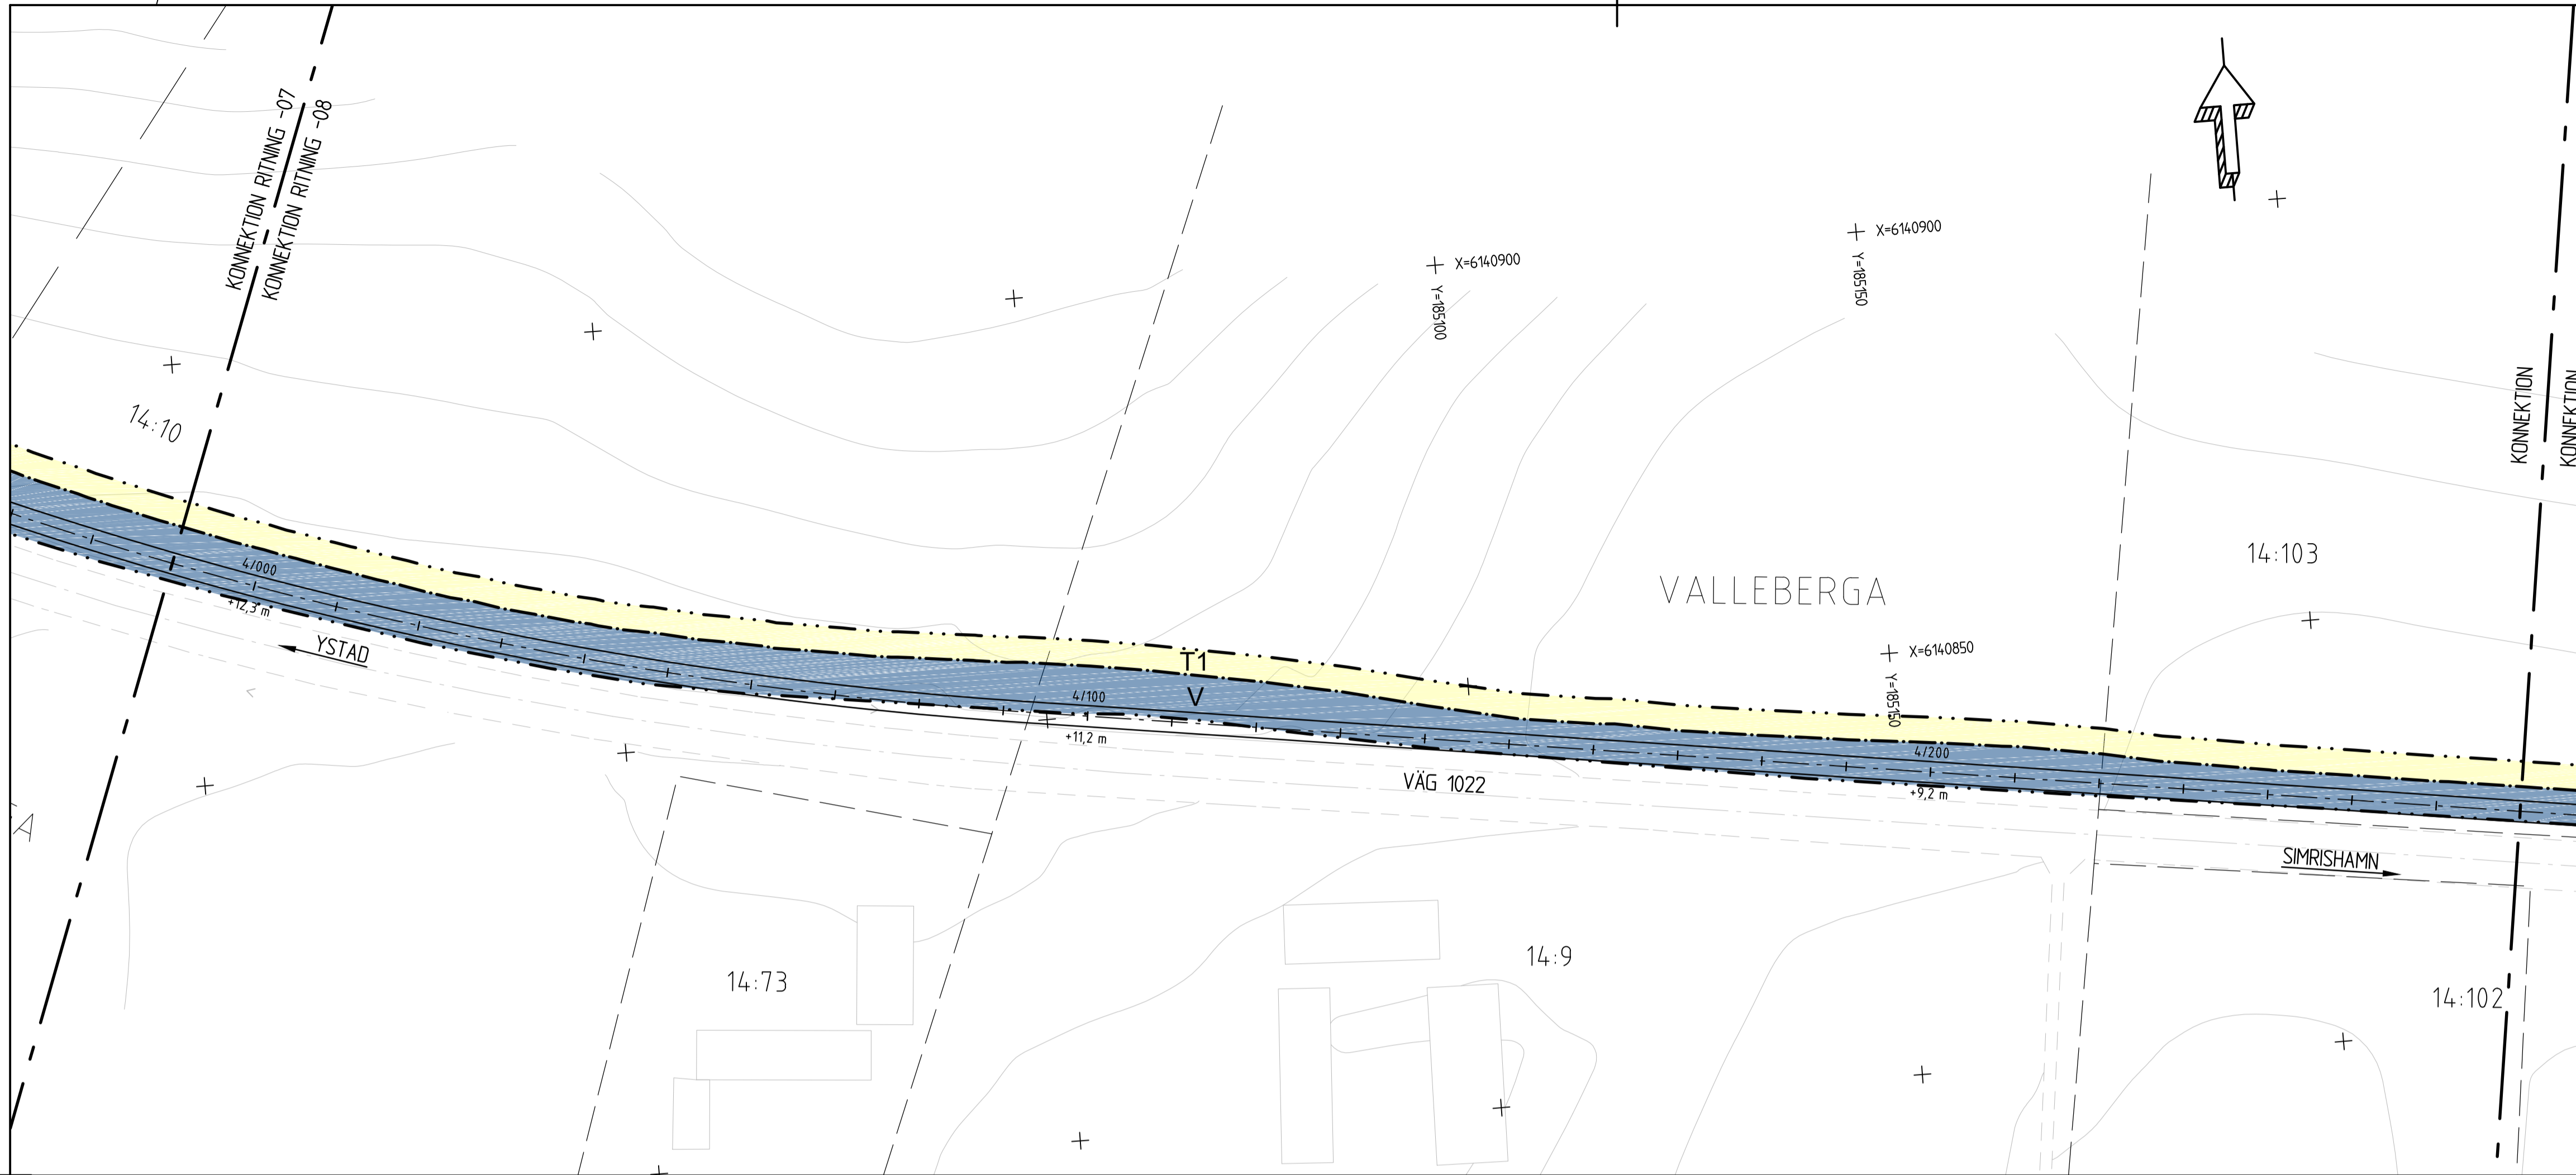 KONNEKTION RITNING -07
KONNEKTION RITNING -08
X=6140900
Y=185100
X=6140900
Y=185150
KONNEKTION
KONNEKTION
14:10
14:103
VALLEBERGA
4/000
+12,3 m
YSTAD
X=6140850
Y=185150
T1
V
4/100
+11,2 m
VÄG 1022
4/200
+9,2 m
SIMRISHAMN
A
14:73
14:9
14:102